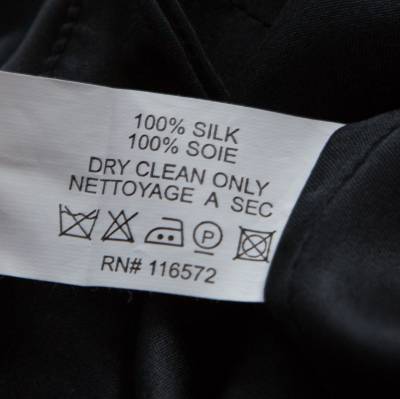 100% SILK
100% SOIE
DRY CLEAN ONLY
NETTOYAGE A SEC
P
RN# 116572